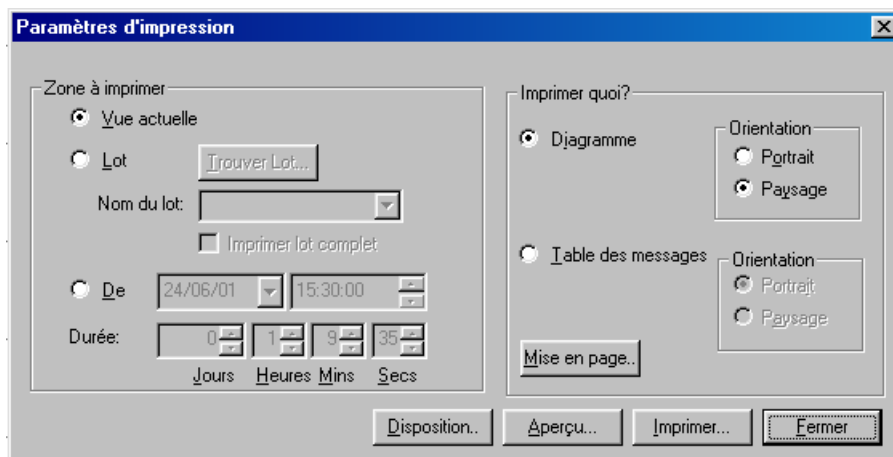 Paramètres d'impression
Zone à imprimer
Vue actuelle
Lot
Trouver Lot...
Nom du lot:
Imprimer lot complet
De
24/06/01
15:30:00
Durée:
0
1
9
35
Jours
Heures
Mins
Secs
Imprimer quoi?
Diagramme
Orientation
Portrait
Paysage
Table des messages
Orientation
Portrait
Paysage
Mise en page..
Disposition..
Aperçu...
Imprimer...
Fermer